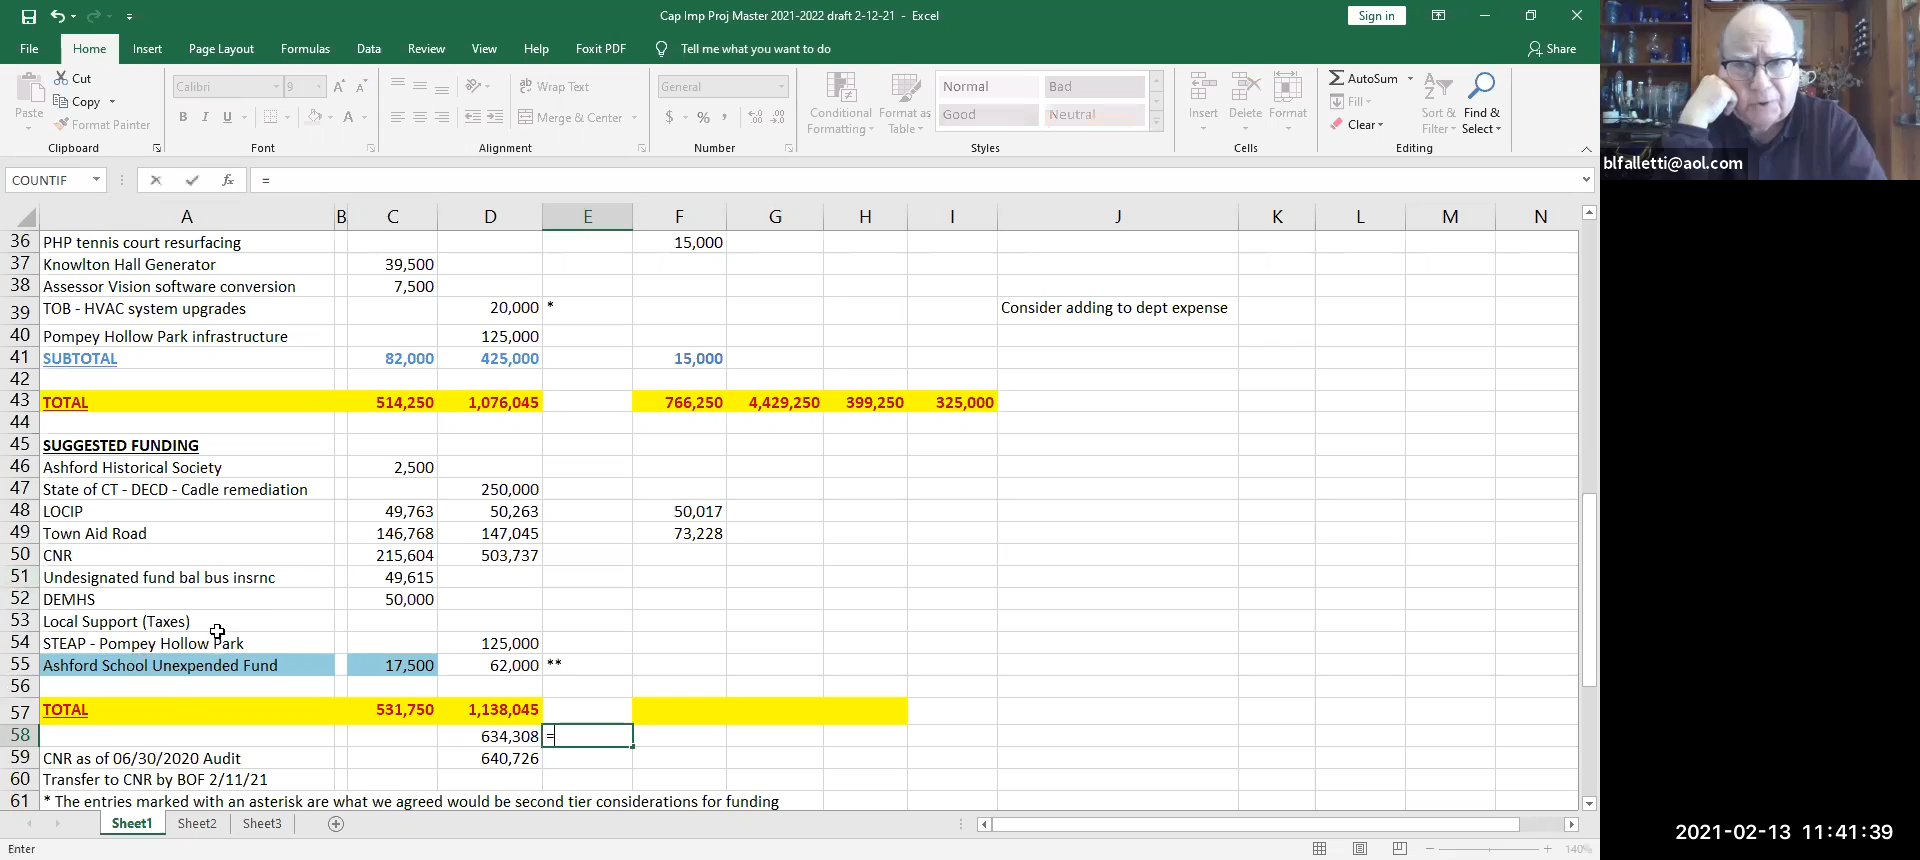 Cap Imp Proj Master 2021-2022 draft 2-12-21 - Excel
Sign in
File Home Insert Page Layout Formulas Data Review View Help Foxit PDF Tell me what you want to do Share
Paste
Cut
Copy
Format Painter
Clipboard
Calibri 9
B I U
Font
Wrap Text
Merge & Center
Alignment
General
$ % ,
Number
Conditional Formatting
Format as Table
Normal Bad
Good Neutral
Styles
Insert Delete Format
Cells
AutoSum
Fill
Clear
Sort & Filter
Find & Select
Editing
COUNTIF fx =
A B C D E F G H I J K L M N
36 PHP tennis court resurfacing 15,000
37 Knowlton Hall Generator 39,500
38 Assessor Vision software conversion 7,500
39 TOB - HVAC system upgrades 20,000 * Consider adding to dept expense
40 Pompey Hollow Park infrastructure 125,000
41 SUBTOTAL 82,000 425,000 15,000
42
43 TOTAL 514,250 1,076,045 766,250 4,429,250 399,250 325,000
44
45 SUGGESTED FUNDING
46 Ashford Historical Society 2,500
47 State of CT - DECD - Cadle remediation 250,000
48 LOCIP 49,763 50,263 50,017
49 Town Aid Road 146,768 147,045 73,228
50 CNR 215,604 503,737
51 Undesignated fund bal bus insrnc 49,615
52 DEMHS 50,000
53 Local Support (Taxes)
54 STEAP - Pompey Hollow Park 125,000
55 Ashford School Unexpended Fund 17,500 62,000 **
56
57 TOTAL 531,750 1,138,045
58 634,308 =
59 CNR as of 06/30/2020 Audit 640,726
60 Transfer to CNR by BOF 2/11/21
61 * The entries marked with an asterisk are what we agreed would be second tier considerations for funding
Sheet1 Sheet2 Sheet3
Enter
140%
blfalletti@aol.com
2021-02-13 11:41:39